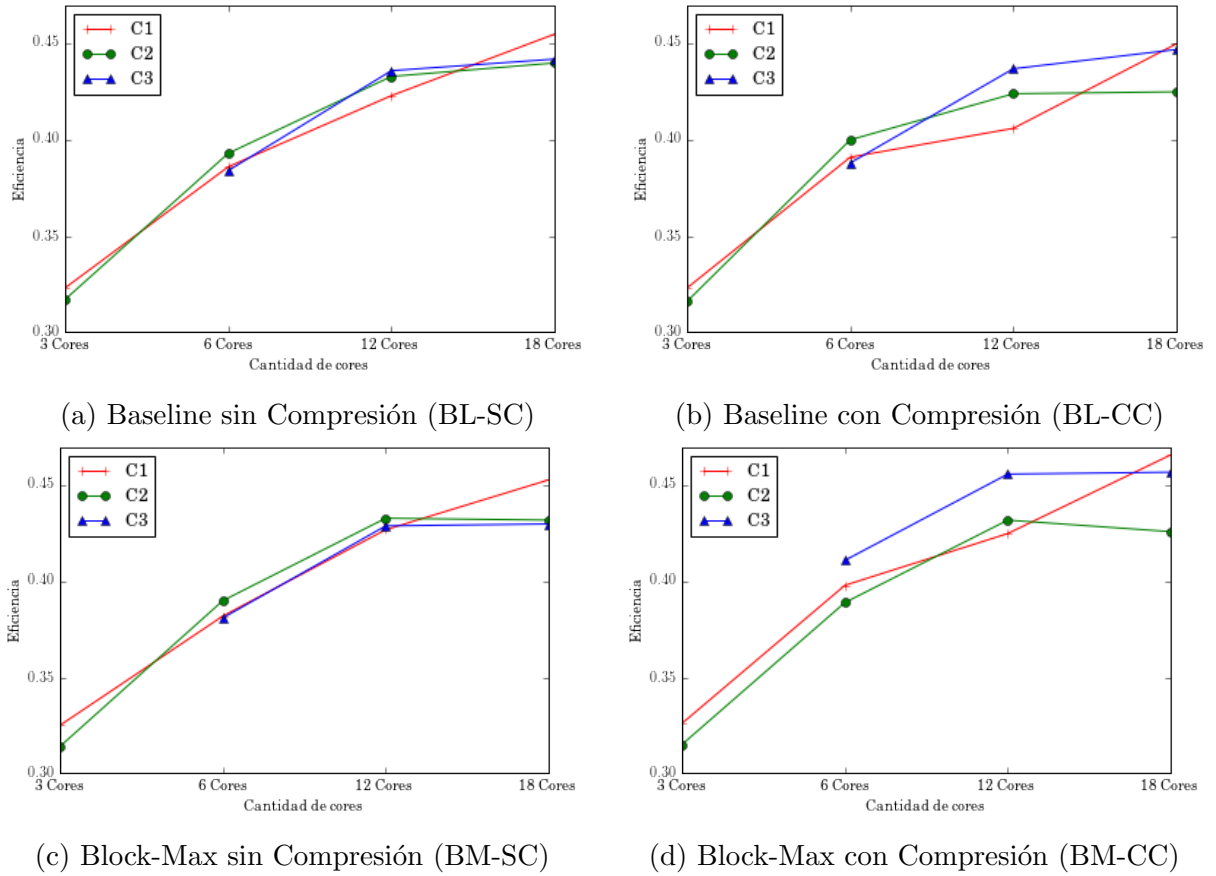 C1
C2
C3
0.45
0.40
0.35
0.30
Eficiencia
3 Cores
6 Cores
12 Cores
18 Cores
Cantidad de cores
(a) Baseline sin Compresión (BL-SC)
C1
C2
C3
0.45
0.40
0.35
0.30
Eficiencia
3 Cores
6 Cores
12 Cores
18 Cores
Cantidad de cores
(b) Baseline con Compresión (BL-CC)
C1
C2
C3
0.45
0.40
0.35
0.30
Eficiencia
3 Cores
6 Cores
12 Cores
18 Cores
Cantidad de cores
(c) Block-Max sin Compresión (BM-SC)
C1
C2
C3
0.45
0.40
0.35
0.30
Eficiencia
3 Cores
6 Cores
12 Cores
18 Cores
Cantidad de cores
(d) Block-Max con Compresión (BM-CC)